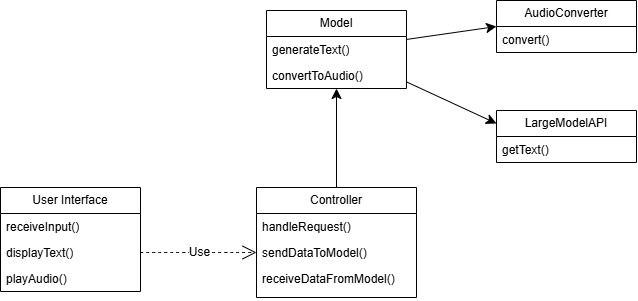 Model
generateText()
convertToAudio()
AudioConverter
convert()
LargeModelAPI
getText()
User Interface
receiveInput()
displayText()
playAudio()
Use
Controller
handleRequest()
sendDataToModel()
receiveDataFromModel()